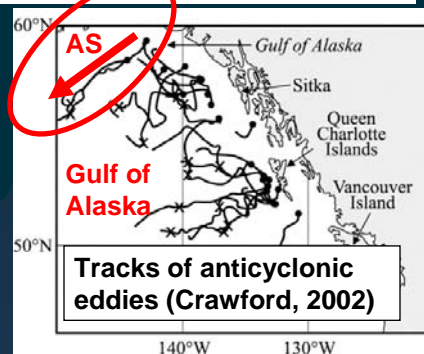 60°N
AS
Gulf of Alaska
Sitka
Queen
Charlotte
Islands
Gulf of
Alaska
Vancouver
Island
50°N
Tracks of anticyclonic
eddies (Crawford, 2002)
140°W
130°W